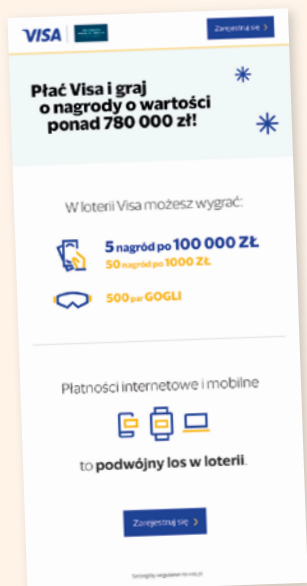 VISA
Zarejestruj się >
Płać Visa i graj
o nagrody o wartości
ponad 780 000 zł!
W loterii Visa możesz wygrać:
5 nagród po 100 000 ZŁ
50 nagród po 1000 ZŁ
500 par GOGLI
Płatności internetowe i mobilne
to podwójny los w loterii.
Zarejestruj się >